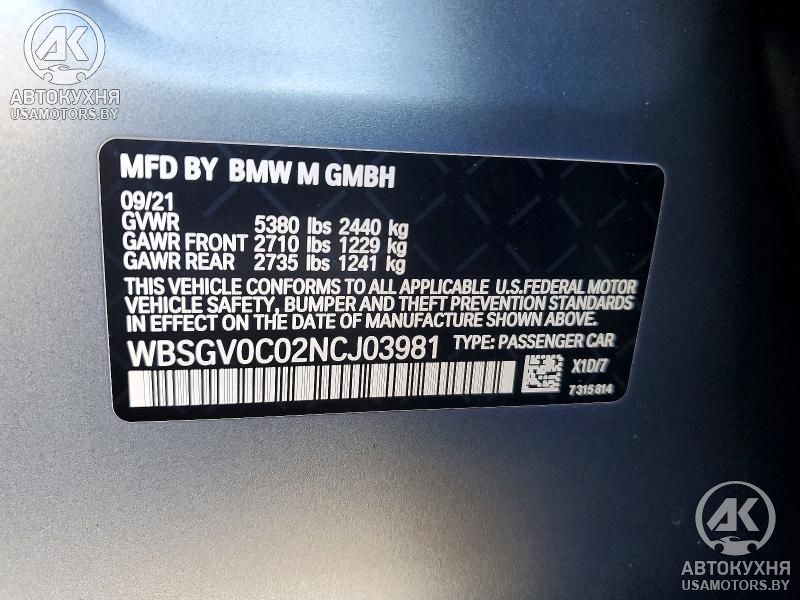 АК
АВТОКУХНЯ
USAMOTORS.BY
MFD BY BMW M GMBH
09/21
GVWR 5380 lbs 2440 kg
GAWR FRONT 2710 lbs 1229 kg
GAWR REAR 2735 lbs 1241 kg
THIS VEHICLE CONFORMS TO ALL APPLICABLE U.S.FEDERAL MOTOR
VEHICLE SAFETY, BUMPER AND THEFT PREVENTION STANDARDS
IN EFFECT ON THE DATE OF MANUFACTURE SHOWN ABOVE.
WBSGV0C02NCJ03981 TYPE: PASSENGER CAR
X1D/7
7315814
АК
АВТОКУХНЯ
USAMOTORS.BY